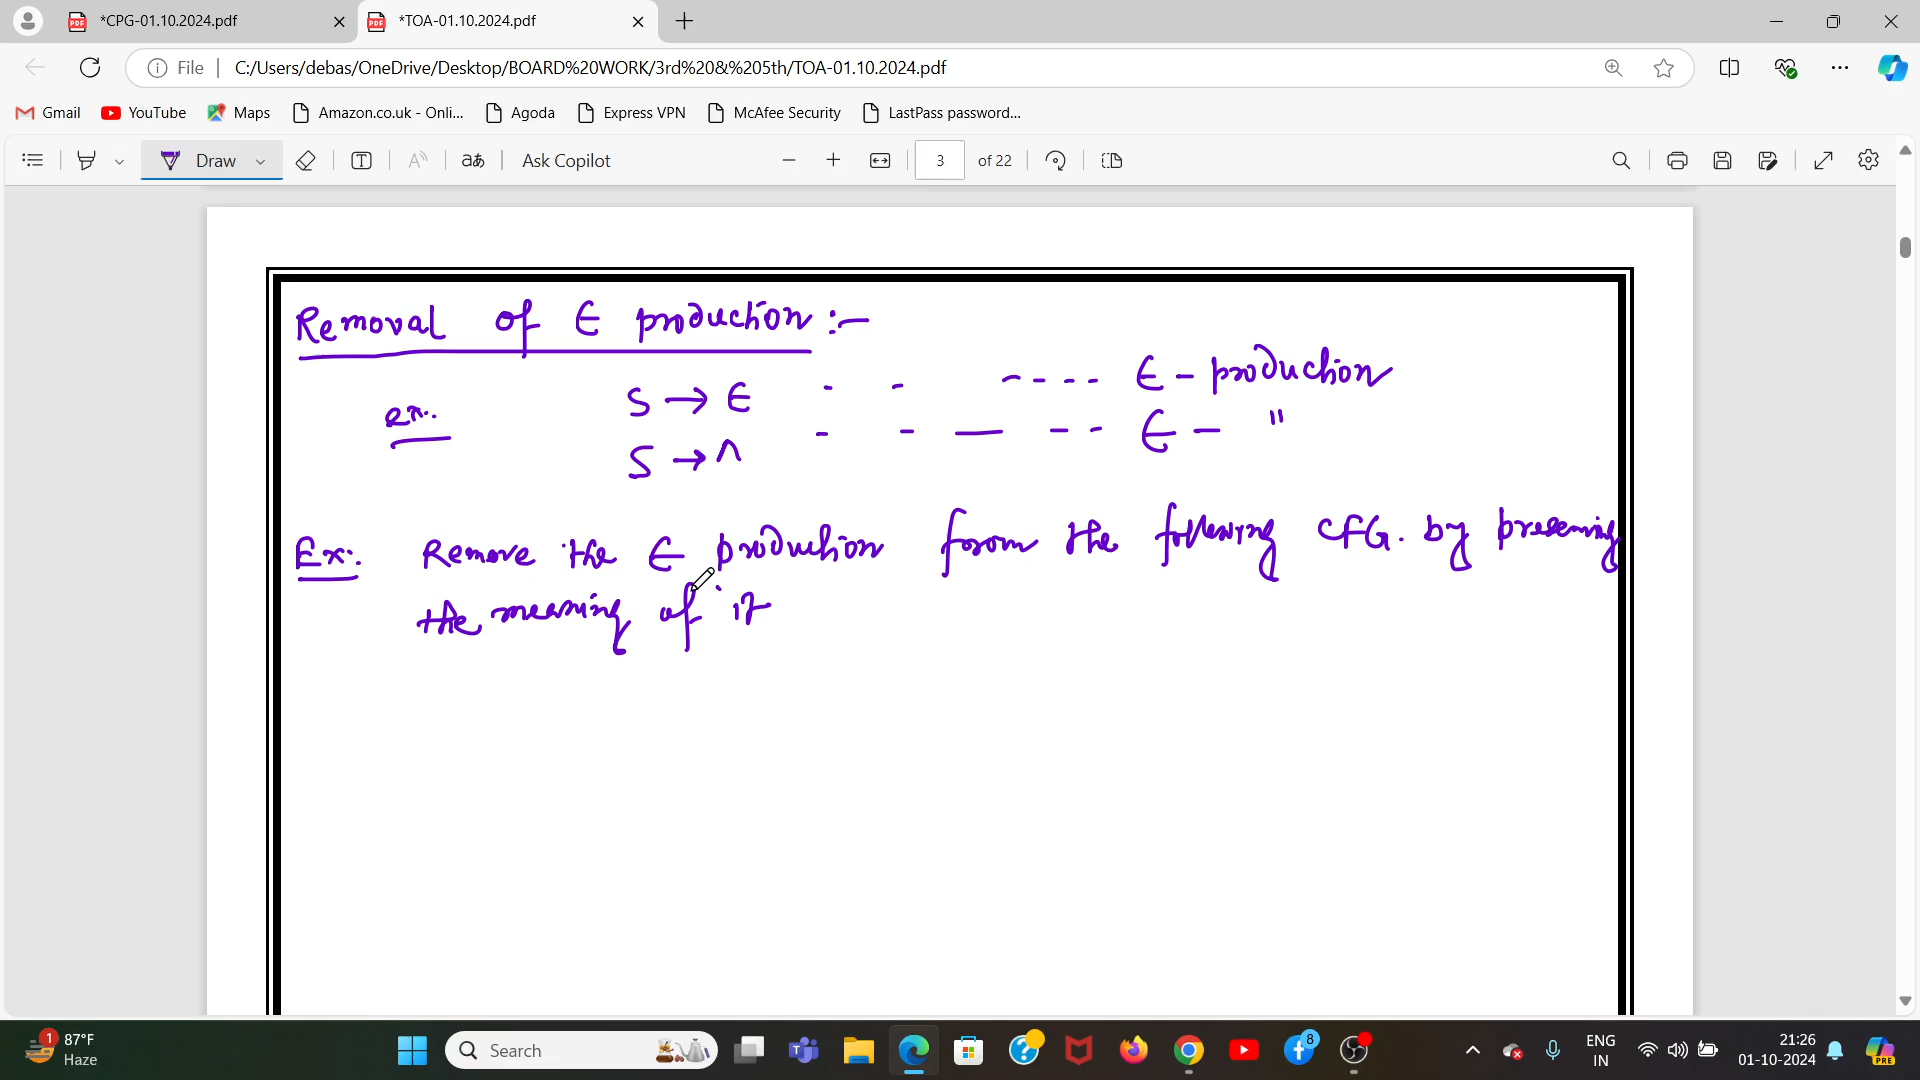 *CPG-01.10.2024.pdf
*TOA-01.10.2024.pdf
File
C:/Users/debas/OneDrive/Desktop/BOARD%20WORK/3rd%20&%205th/TOA-01.10.2024.pdf
Gmail YouTube Maps Amazon.co.uk - Onli... Agoda Express VPN McAfee Security LastPass password...
Draw Ask Copilot 3 of 22
Removal of ∈ production :-
ex.. S → ∈ - - ---- ∈ - production
S → ∧ - - — -- ∈ - "
Ex: Remove the ∈ production from the following CFG. by preserving
the meaning of it
1 87°F
Haze
Search
8
ENG
IN
21:26
01-10-2024
PRE